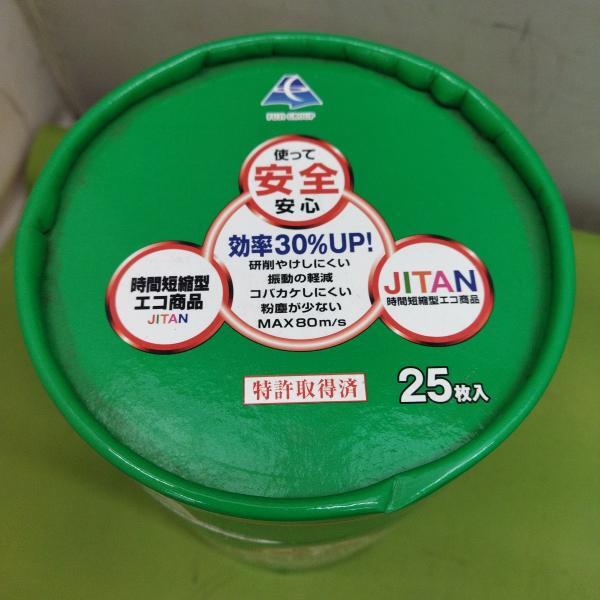 FUJI GROUP
使って
安全
安心
効率30%UP!
研削やけしにくい
振動の軽減
コバカケしにくい
粉塵が少ない
MAX80m/s
時間短縮型
エコ商品
JITAN
JITAN
時間短縮型エコ商品
特許取得済
25枚入